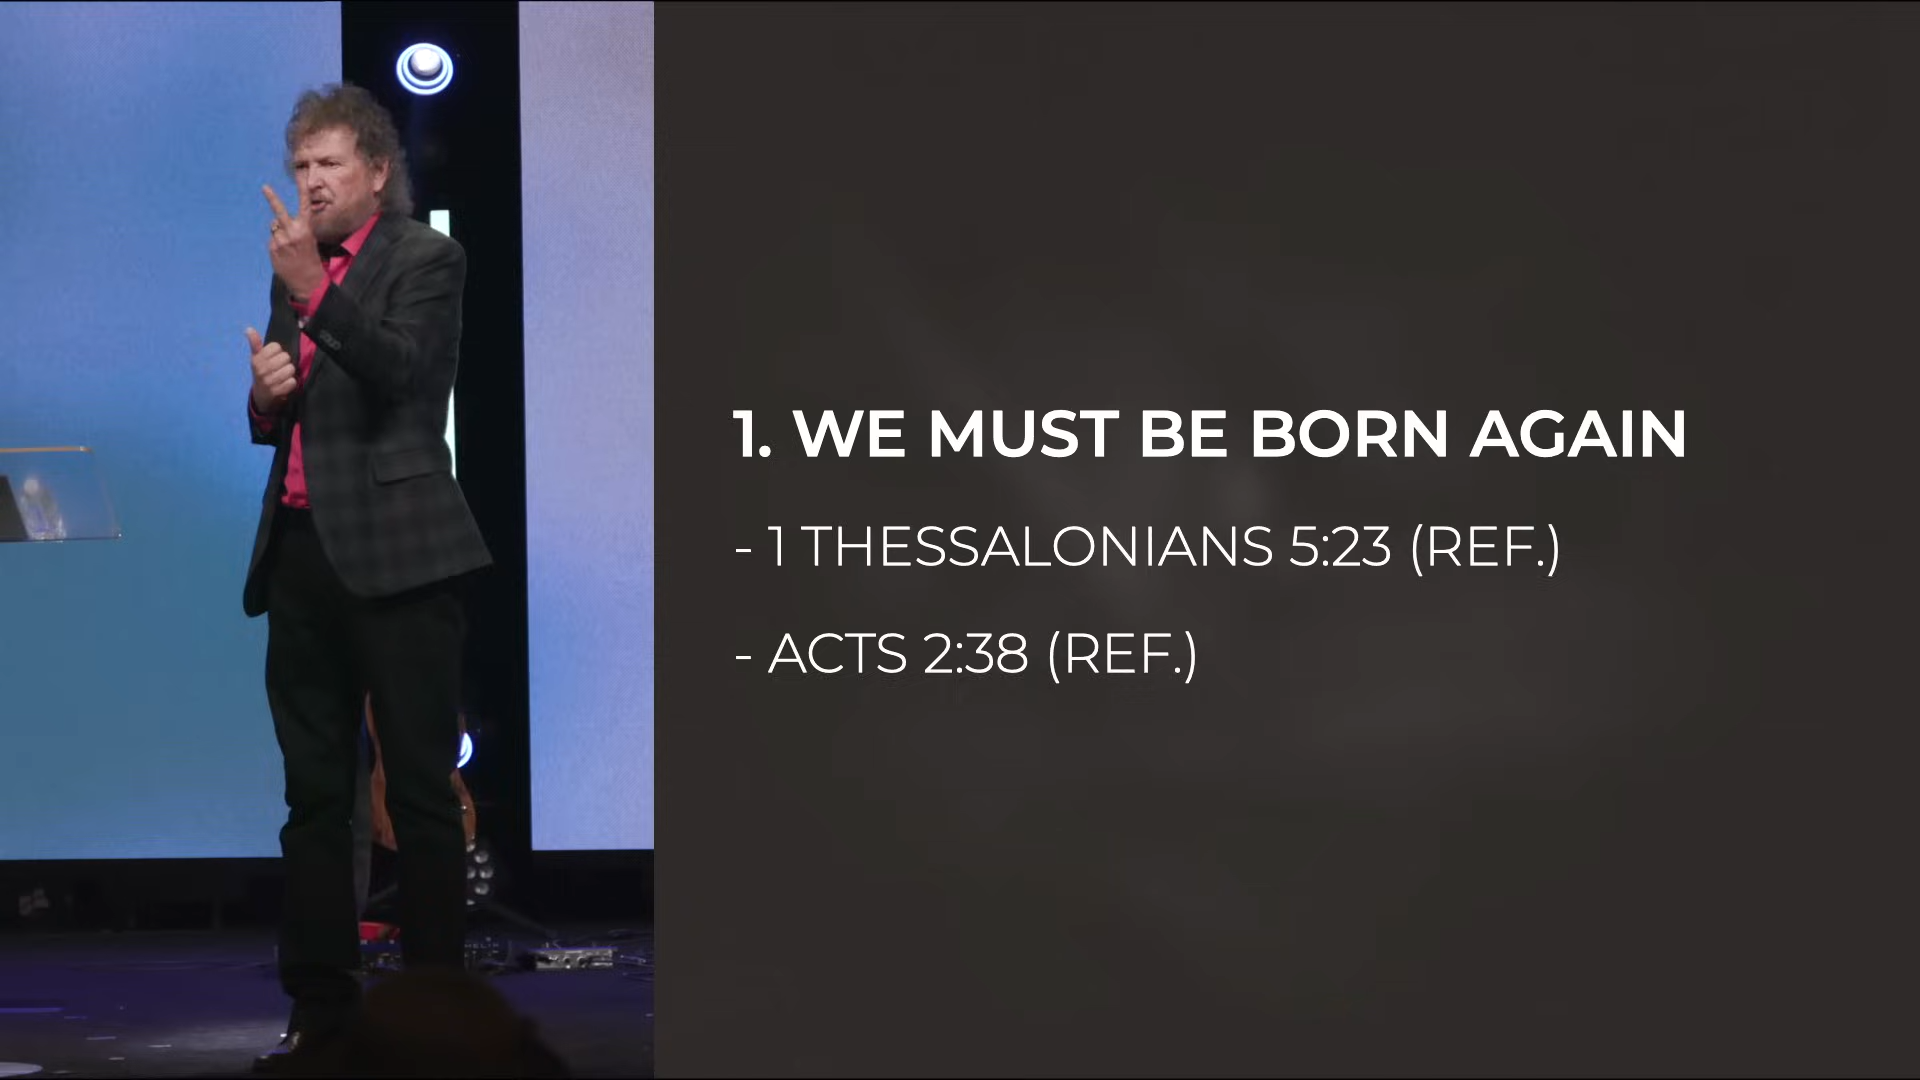 1. WE MUST BE BORN AGAIN
- 1 THESSALONIANS 5:23 (REF.)
- ACTS 2:38 (REF.)